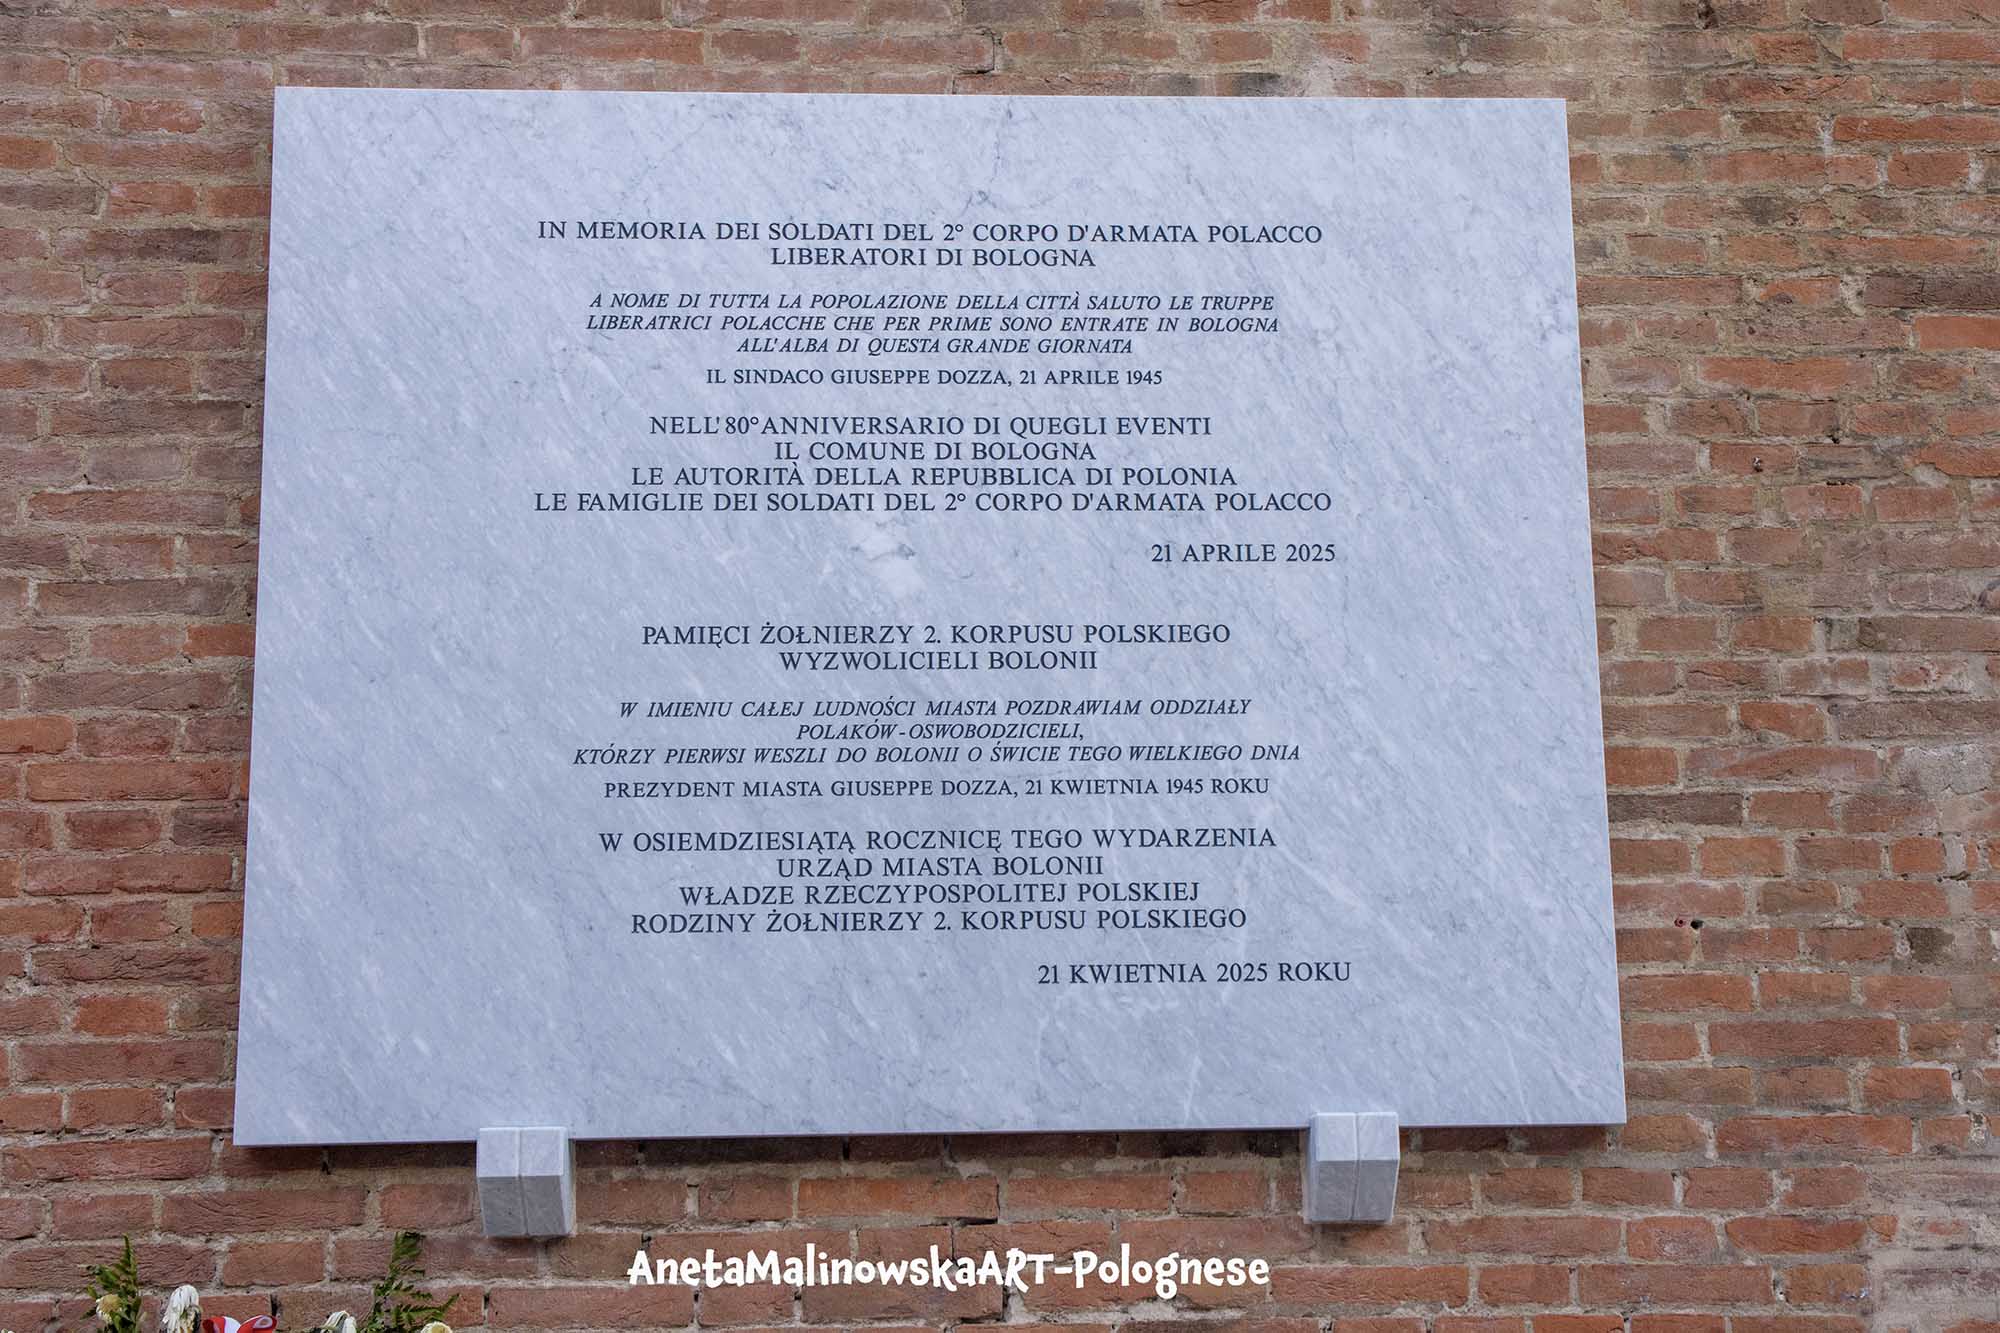 IN MEMORIA DEI SOLDATI DEL 2° CORPO D'ARMATA POLACCO
LIBERATORI DI BOLOGNA
A NOME DI TUTTA LA POPOLAZIONE DELLA CITTÀ SALUTO LE TRUPPE
LIBERATRICI POLACCHE CHE PER PRIME SONO ENTRATE IN BOLOGNA
ALL'ALBA DI QUESTA GRANDE GIORNATA
IL SINDACO GIUSEPPE DOZZA, 21 APRILE 1945
NELL'80° ANNIVERSARIO DI QUEGLI EVENTI
IL COMUNE DI BOLOGNA
LE AUTORITÀ DELLA REPUBBLICA DI POLONIA
LE FAMIGLIE DEI SOLDATI DEL 2° CORPO D'ARMATA POLACCO
21 APRILE 2025
PAMIĘCI ŻOŁNIERZY 2. KORPUSU POLSKIEGO
WYZWOLICIELI BOLONII
W IMIENIU CAŁEJ LUDNOŚCI MIASTA POZDRAWIAM ODDZIAŁY
POLAKÓW-OSWOBODZICIELI,
KTÓRZY PIERWSI WESZLI DO BOLONII O ŚWICIE TEGO WIELKIEGO DNIA
PREZYDENT MIASTA GIUSEPPE DOZZA, 21 KWIETNIA 1945 ROKU
W OSIEMDZIESIĄTĄ ROCZNICĘ TEGO WYDARZENIA
URZĄD MIASTA BOLONII
WŁADZE RZECZYPOSPOLITEJ POLSKIEJ
RODZINY ŻOŁNIERZY 2. KORPUSU POLSKIEGO
21 KWIETNIA 2025 ROKU
AnetaMalinowskaART-Polognese